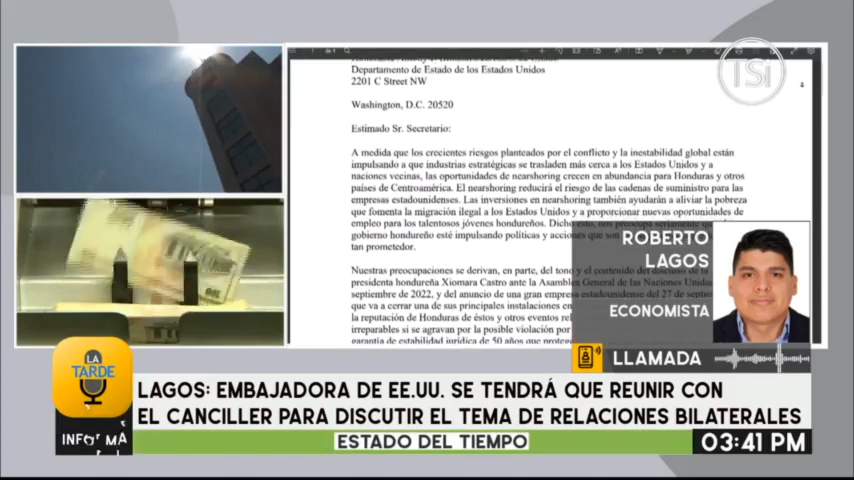 Departamento de Estado de los Estados Unidos
2201 C Street NW
Washington, D.C. 20520
Estimado Sr. Secretario:
A medida que los crecientes riesgos planteados por el conflicto y la inestabilidad global están
impulsando a que industrias estratégicas se trasladen más cerca a los Estados Unidos y a
naciones vecinas, las oportunidades de nearshoring crecen en abundancia para Honduras y otros
países de Centroamérica. El nearshoring reducirá el riesgo de las cadenas de suministro para las
empresas estadounidenses. Las inversiones en nearshoring también ayudarán a aliviar la pobreza
que fomenta la migración ilegal a los Estados Unidos y a proporcionar nuevas oportunidades de
empleo para los talentosos jóvenes hondureños. Dicho esto, nos preocupa seriamente que
gobierno hondureño esté impulsando políticas y acciones que
tan prometedor.
Nuestras preocupaciones se derivan, en parte, del tono y el contenido del discurso de la
presidenta hondureña Xiomara Castro ante la Asamblea General de las Naciones Unidas
septiembre de 2022, y del anuncio de una gran empresa estadounidense del 27 de
que va a cerrar una de sus principales instalaciones en
la reputación de Honduras de éstos y otros eventos
irreparables si se agravan por la posible violación por
garantía de estabilidad jurídica de 50 años que
TSi
ROBERTO
LAGOS
ECONOMISTA
LLAMADA
LA
TARDE
INFORMA
LAGOS: EMBAJADORA DE EE.UU. SE TENDRÁ QUE REUNIR CON
EL CANCILLER PARA DISCUTIR EL TEMA DE RELACIONES BILATERALES
ESTADO DEL TIEMPO
03:41 PM